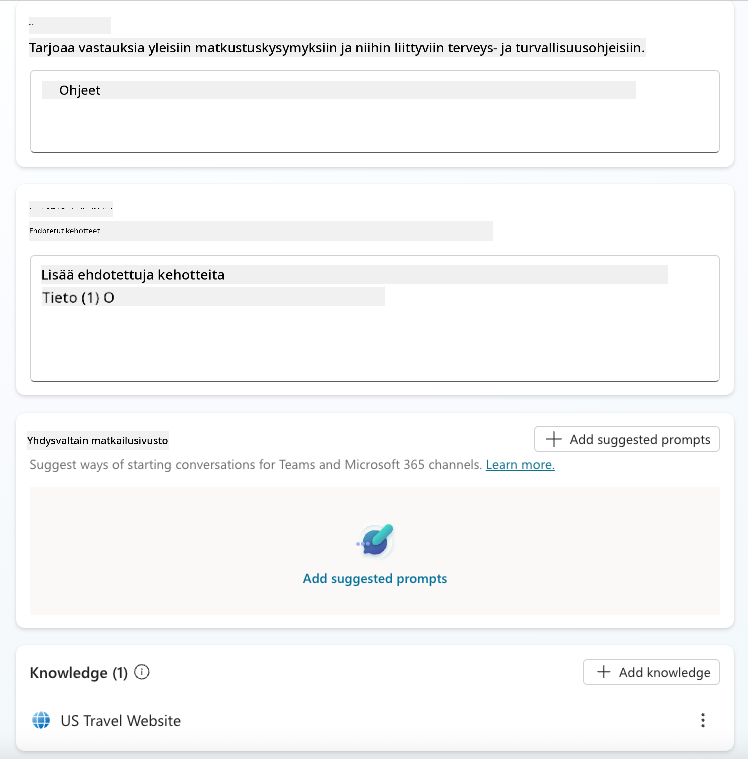 Tarjoaa vastauksia yleisiin matkustuskysymyksiin ja niihin liittyviin terveys- ja turvallisuusohjeisiin.
Ohjeet
Ehdotetut kehotteet
Lisää ehdotettuja kehotteita
Tieto (1) O
Yhdysvaltain matkailusivusto
Add suggested prompts
Suggest ways of starting conversations for Teams and Microsoft 365 channels. Learn more.
Add suggested prompts
Knowledge (1)
Add knowledge
US Travel Website